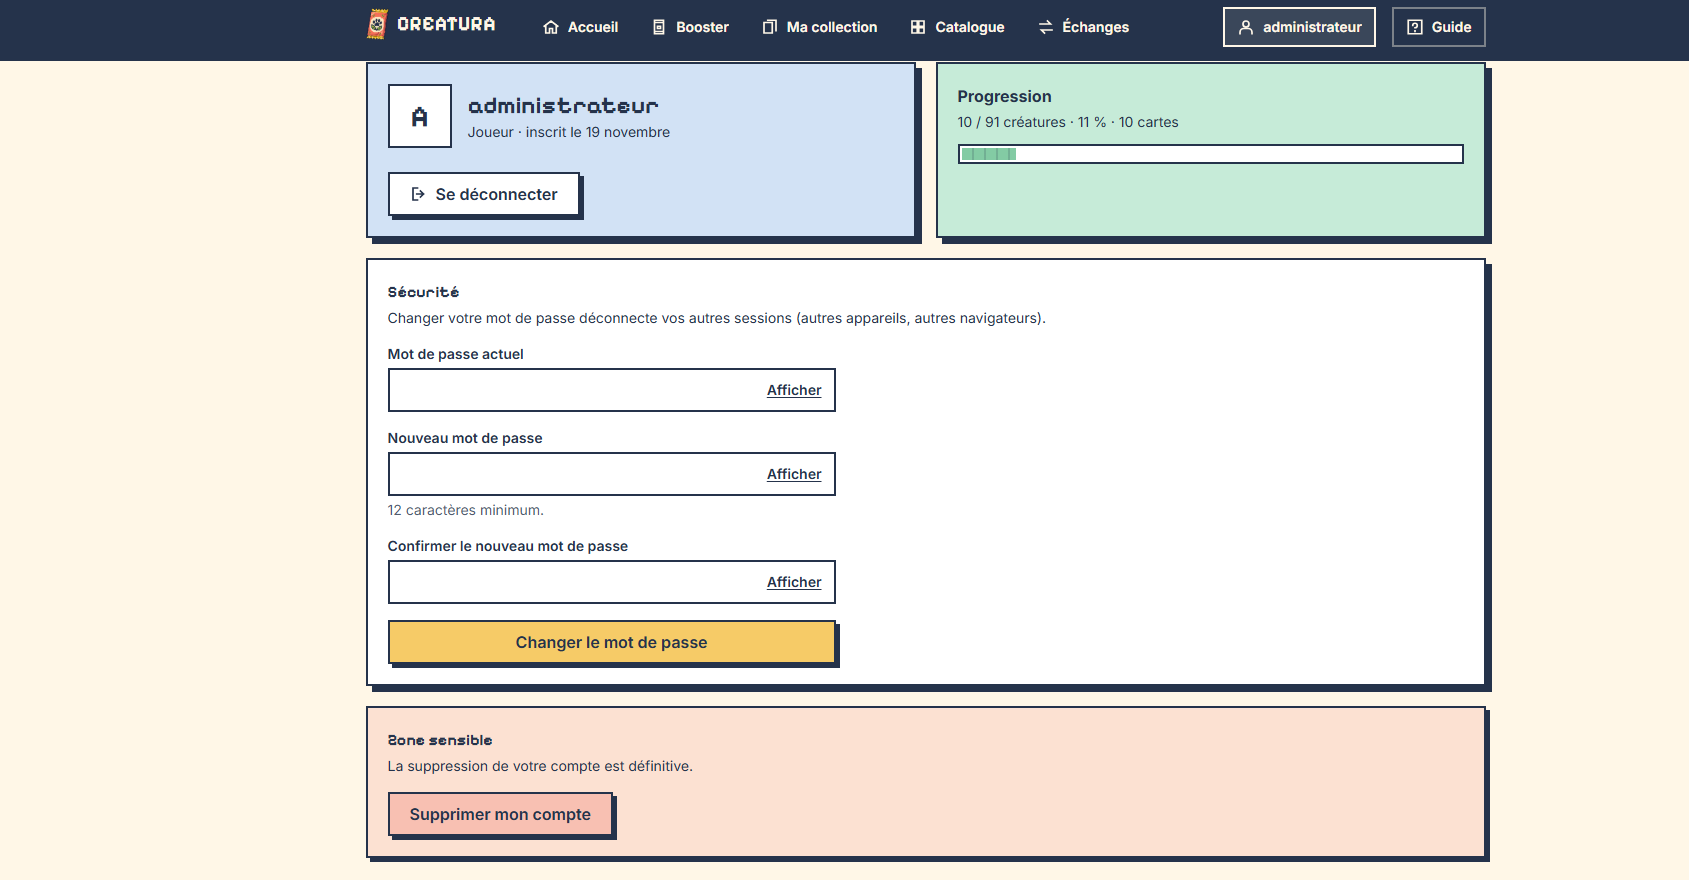 OREATURA
Accueil
Booster
Ma collection
Catalogue
Échanges
administrateur
Guide
A
administrateur
Joueur · inscrit le 19 novembre
Se déconnecter
Progression
10 / 91 créatures · 11 % · 10 cartes
Sécurité
Changer votre mot de passe déconnecte vos autres sessions (autres appareils, autres navigateurs).
Mot de passe actuel
Afficher
Nouveau mot de passe
Afficher
12 caractères minimum.
Confirmer le nouveau mot de passe
Afficher
Changer le mot de passe
Zone sensible
La suppression de votre compte est définitive.
Supprimer mon compte